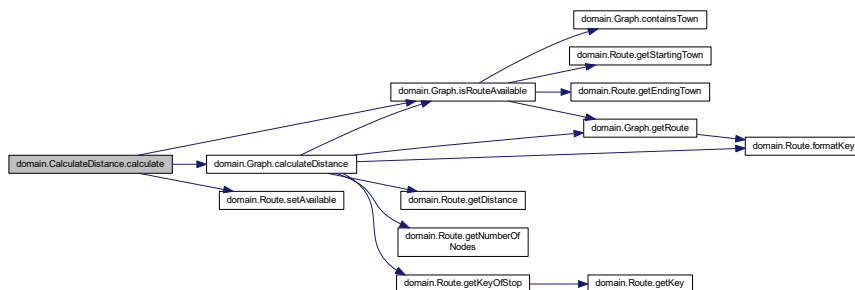 domain.Graph.containsTown
domain.Route.getStartingTown
domain.Graph.isRouteAvailable
domain.Route.getEndingTown
domain.Graph.getRoute
domain.Route.formatKey
domain.CalculateDistance.calculate
domain.Graph.calculateDistance
domain.Route.setAvailable
domain.Route.getDistance
domain.Route.getNumberOf
Nodes
domain.Route.getKeyOfStop
domain.Route.getKey